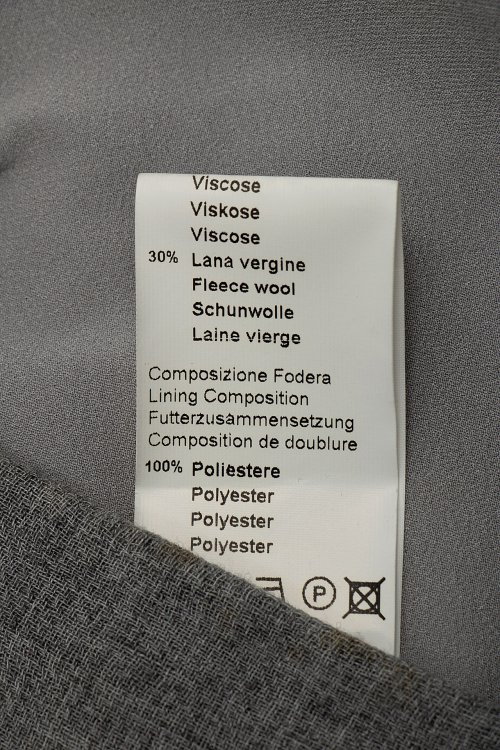 Viscose
Viskose
Viscose
30% Lana vergine
Fleece wool
Schunwolle
Laine vierge
Composizione Fodera
Lining Composition
Futterzusammensetzung
Composition de doublure
100% Poliestere
Polyester
Polyester
Polyester
P